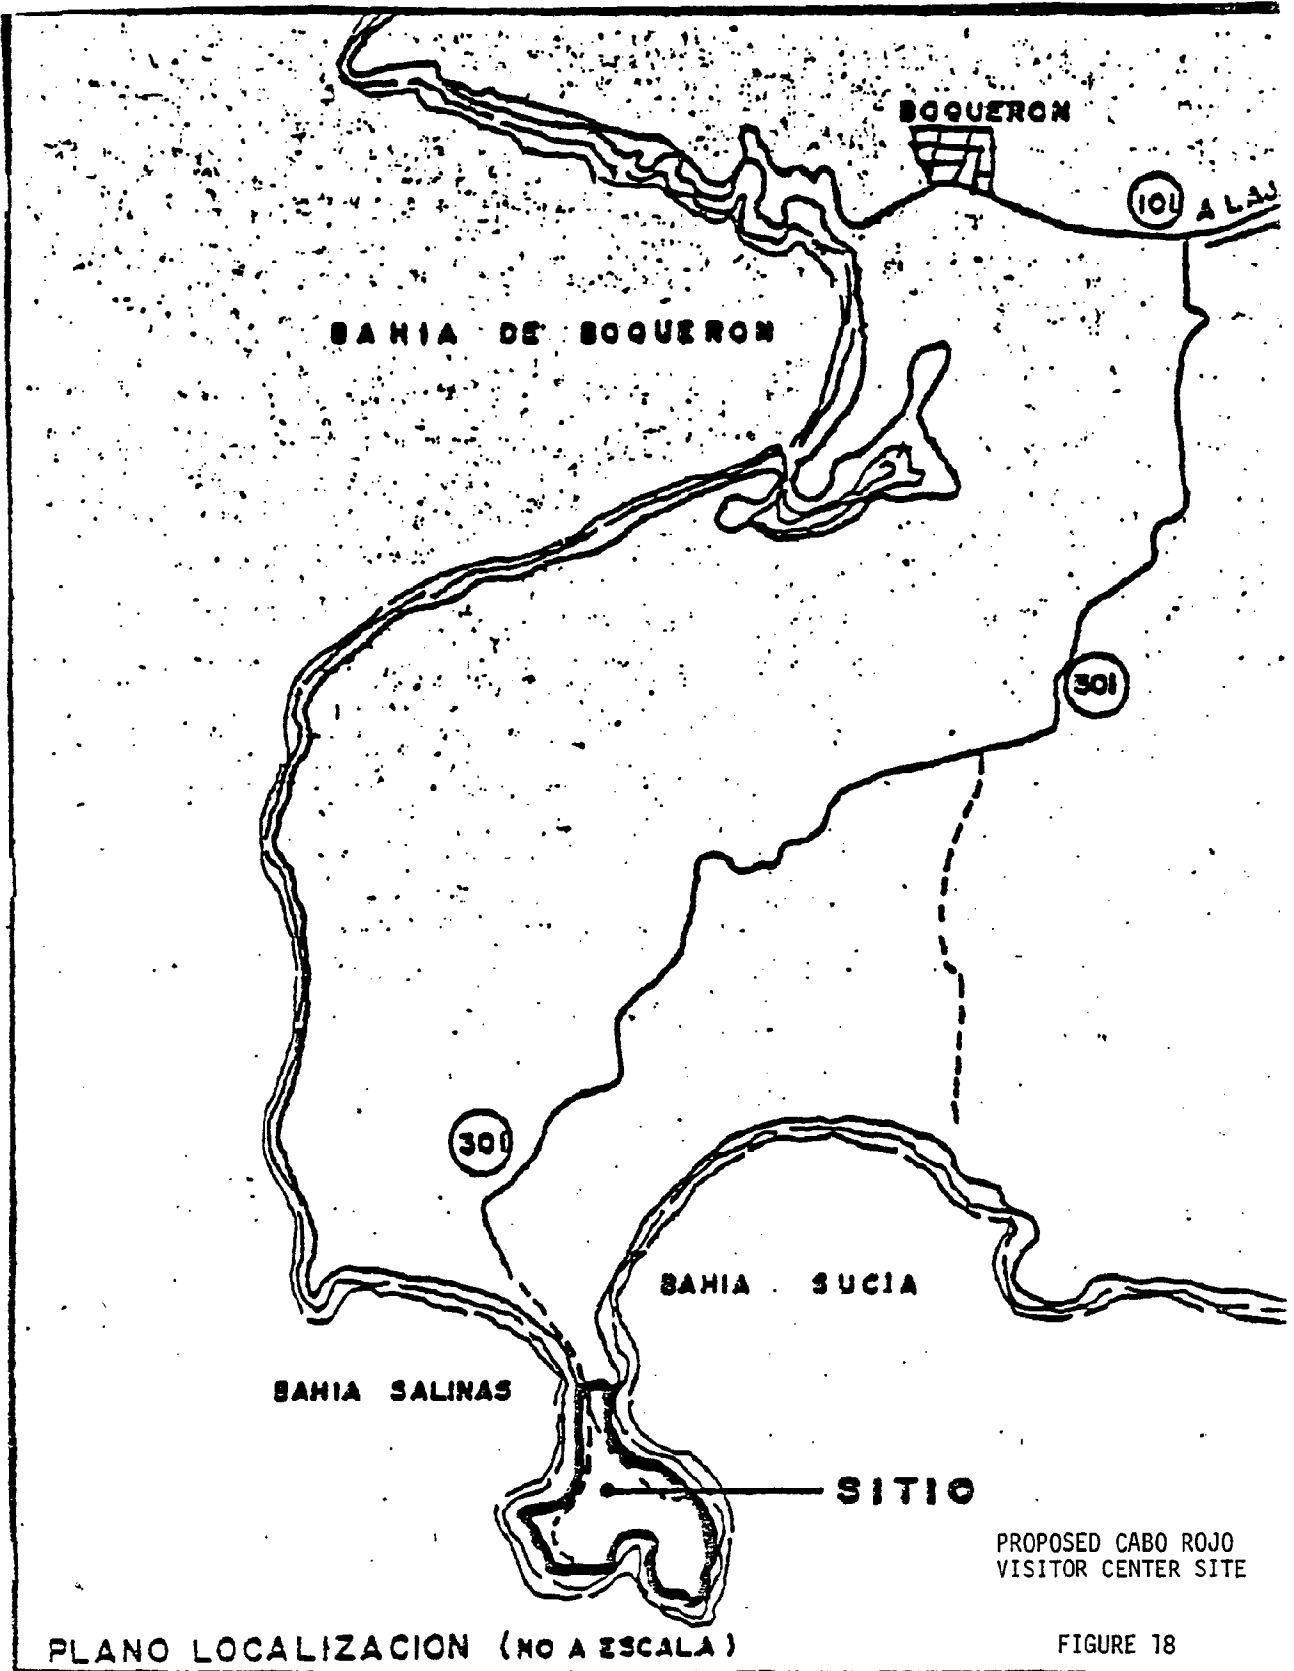 BOQUERON
101 A LAJ
BAHIA DE BOQUERON
301
301
BAHIA SUCIA
BAHIA SALINAS
SITIO
PROPOSED CABO ROJO
VISITOR CENTER SITE
PLANO LOCALIZACION (NO A ESCALA)
FIGURE 18